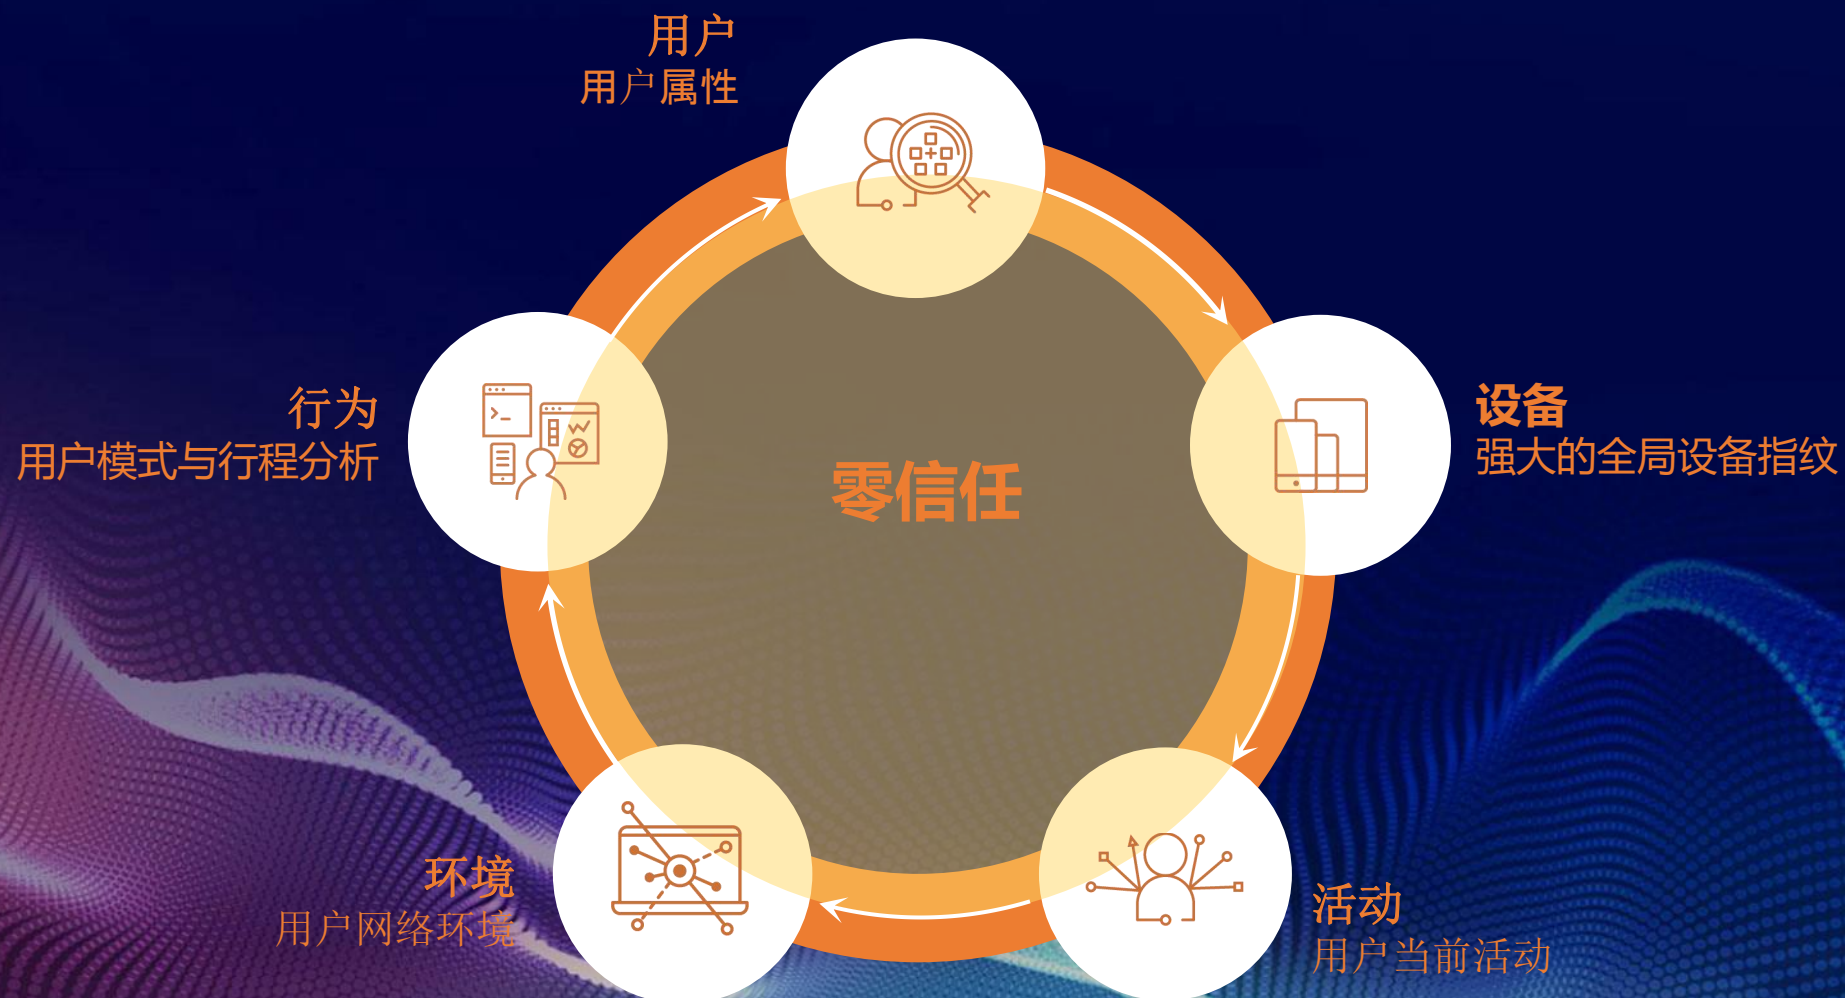 用户
用户属性
行为
用户模式与行程分析
零信任
设备
强大的全局设备指纹
环境
用户网络环境
活动
用户当前活动